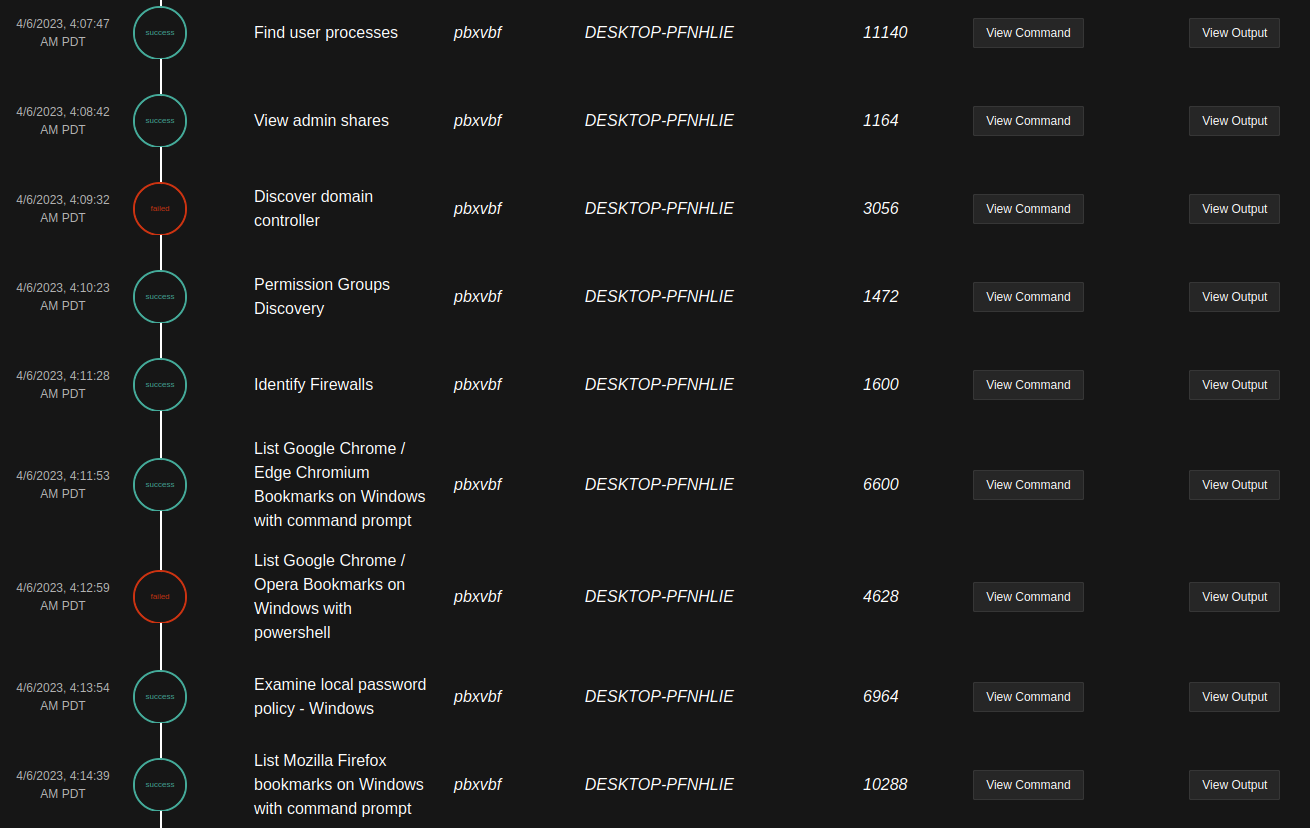 4/6/2023, 4:07:47
AM PDT
success
Find user processes
pbxvbf
DESKTOP-PFNHLIE
11140
View Command
View Output
4/6/2023, 4:08:42
AM PDT
success
View admin shares
pbxvbf
DESKTOP-PFNHLIE
1164
View Command
View Output
4/6/2023, 4:09:32
AM PDT
failed
Discover domain
controller
pbxvbf
DESKTOP-PFNHLIE
3056
View Command
View Output
4/6/2023, 4:10:23
AM PDT
success
Permission Groups
Discovery
pbxvbf
DESKTOP-PFNHLIE
1472
View Command
View Output
4/6/2023, 4:11:28
AM PDT
success
Identify Firewalls
pbxvbf
DESKTOP-PFNHLIE
1600
View Command
View Output
4/6/2023, 4:11:53
AM PDT
success
List Google Chrome /
Edge Chromium
Bookmarks on Windows
with command prompt
pbxvbf
DESKTOP-PFNHLIE
6600
View Command
View Output
4/6/2023, 4:12:59
AM PDT
failed
List Google Chrome /
Opera Bookmarks on
Windows with
powershell
pbxvbf
DESKTOP-PFNHLIE
4628
View Command
View Output
4/6/2023, 4:13:54
AM PDT
success
Examine local password
policy - Windows
pbxvbf
DESKTOP-PFNHLIE
6964
View Command
View Output
4/6/2023, 4:14:39
AM PDT
success
List Mozilla Firefox
bookmarks on Windows
with command prompt
pbxvbf
DESKTOP-PFNHLIE
10288
View Command
View Output